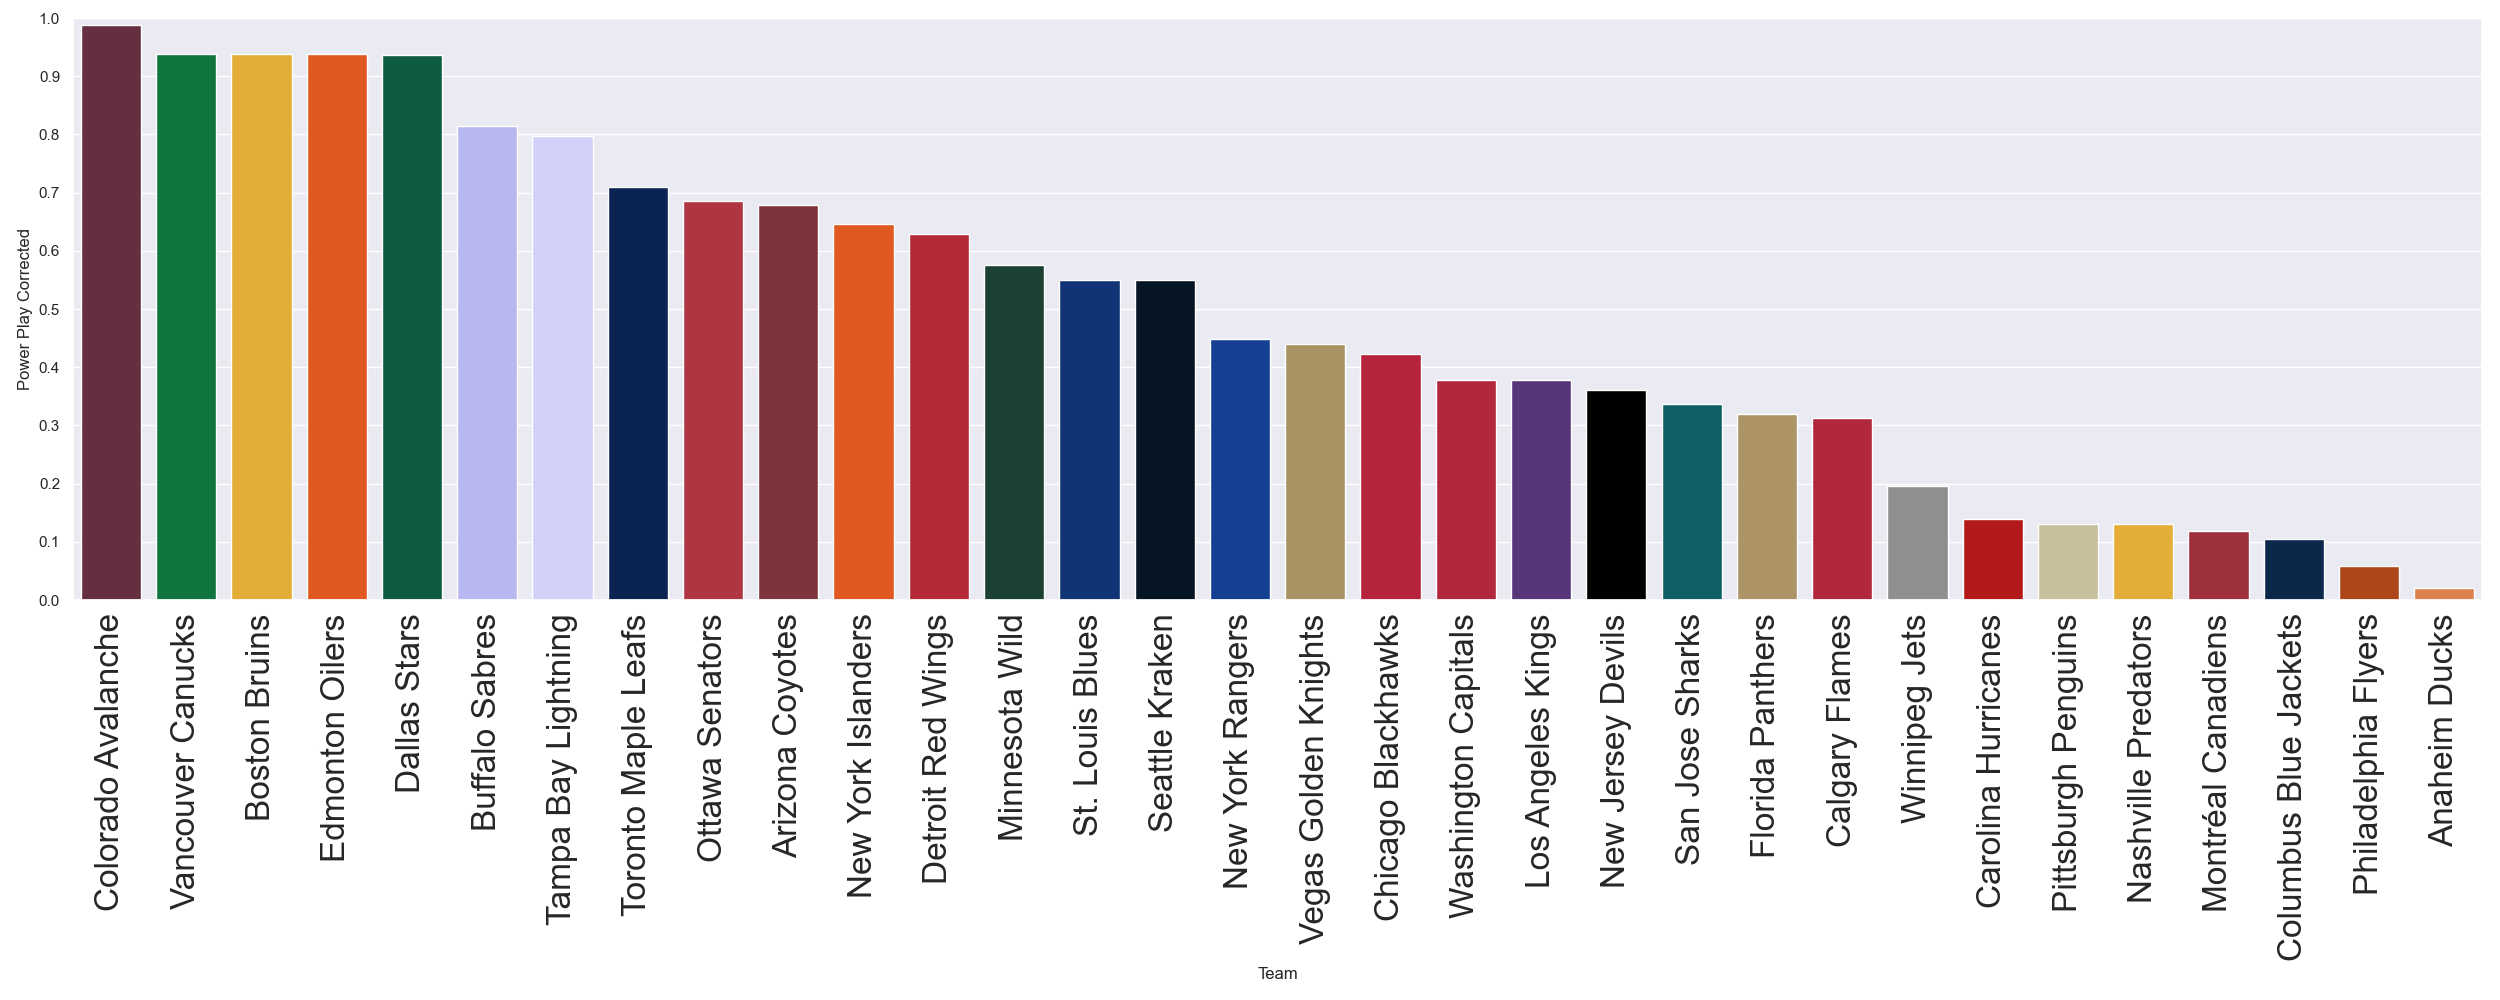 1.0
0.9
0.8
0.7
0.6
0.5
0.4
0.3
0.2
0.1
0.0
Power Play Corrected
Colorado Avalanche
Vancouver Canucks
Boston Bruins
Edmonton Oilers
Dallas Stars
Buffalo Sabres
Tampa Bay Lightning
Toronto Maple Leafs
Ottawa Senators
Arizona Coyotes
New York Islanders
Detroit Red Wings
Minnesota Wild
St. Louis Blues
Seattle Kraken
New York Rangers
Vegas Golden Knights
Chicago Blackhawks
Washington Capitals
Los Angeles Kings
New Jersey Devils
San Jose Sharks
Florida Panthers
Calgary Flames
Winnipeg Jets
Carolina Hurricanes
Pittsburgh Penguins
Nashville Predators
Montréal Canadiens
Columbus Blue Jackets
Philadelphia Flyers
Anaheim Ducks
Team